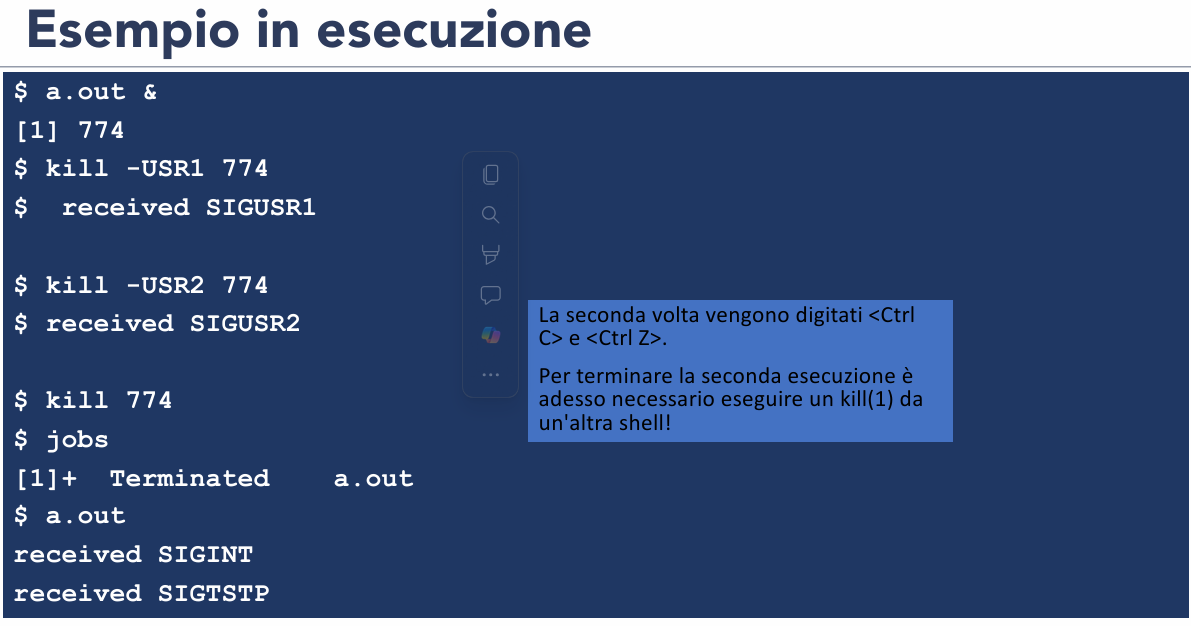 Esempio in esecuzione
$ a.out &
[1] 774
$ kill -USR1 774
$  received SIGUSR1
$ kill -USR2 774
$ received SIGUSR2
La seconda volta vengono digitati <Ctrl
C> e <Ctrl Z>.
Per terminare la seconda esecuzione è
adesso necessario eseguire un kill(1) da
un'altra shell!
$ kill 774
$ jobs
[1]+  Terminated    a.out
$ a.out
received SIGINT
received SIGTSTP